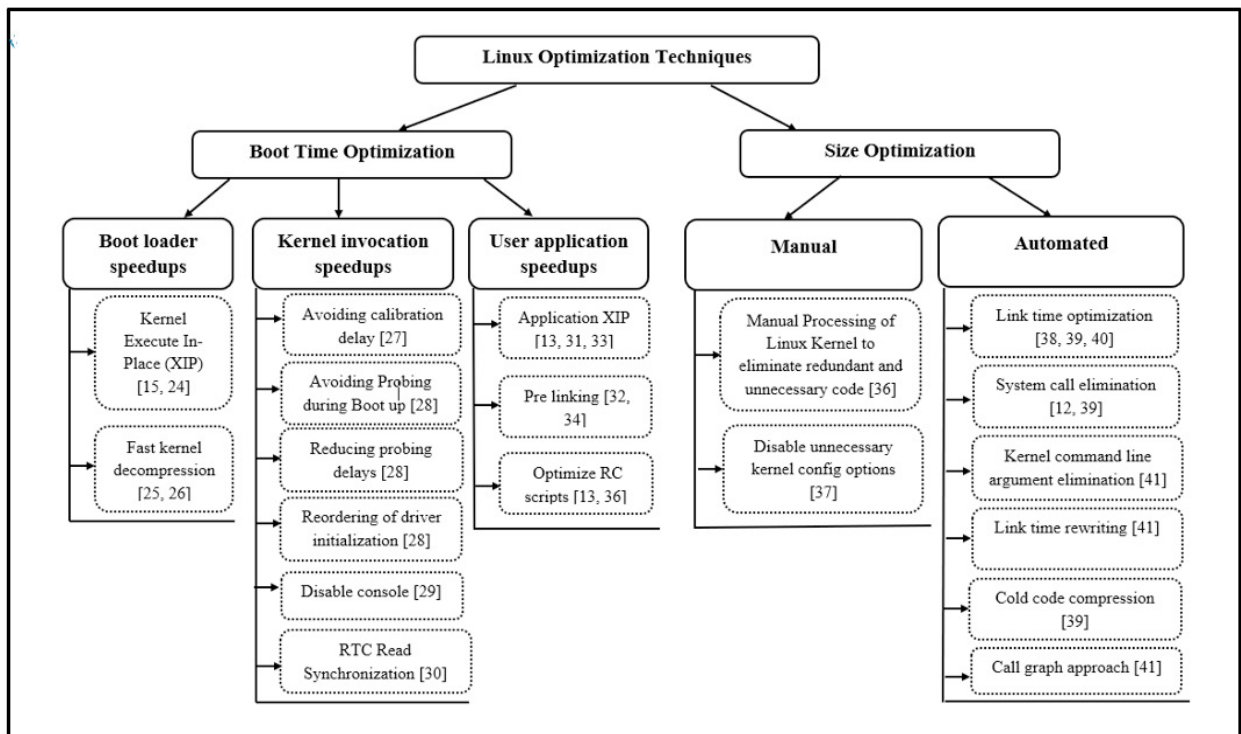 Linux Optimization Techniques
Boot Time Optimization
Size Optimization
Boot loader
speedups
Kernel
Execute In-
Place (XIP)
[15, 24]
Fast kernel
decompression
[25, 26]
Kernel invocation
speedups
Avoiding calibration
delay [27]
Avoiding Probing
during Boot up [28]
Reducing probing
delays [28]
Reordering of driver
initialization [28]
Disable console [29]
RTC Read
Synchronization [30]
User application
speedups
Application XIP
[13, 31, 33]
Pre linking [32,
34]
Optimize RC
scripts [13, 36]
Manual
Manual Processing of
Linux Kernel to
eliminate redundant and
unnecessary code [36]
Disable unnecessary
kernel config options
[37]
Automated
Link time optimization
[38, 39, 40]
System call elimination
[12, 39]
Kernel command line
argument elimination [41]
Link time rewriting [41]
Cold code compression
[39]
Call graph approach [41]